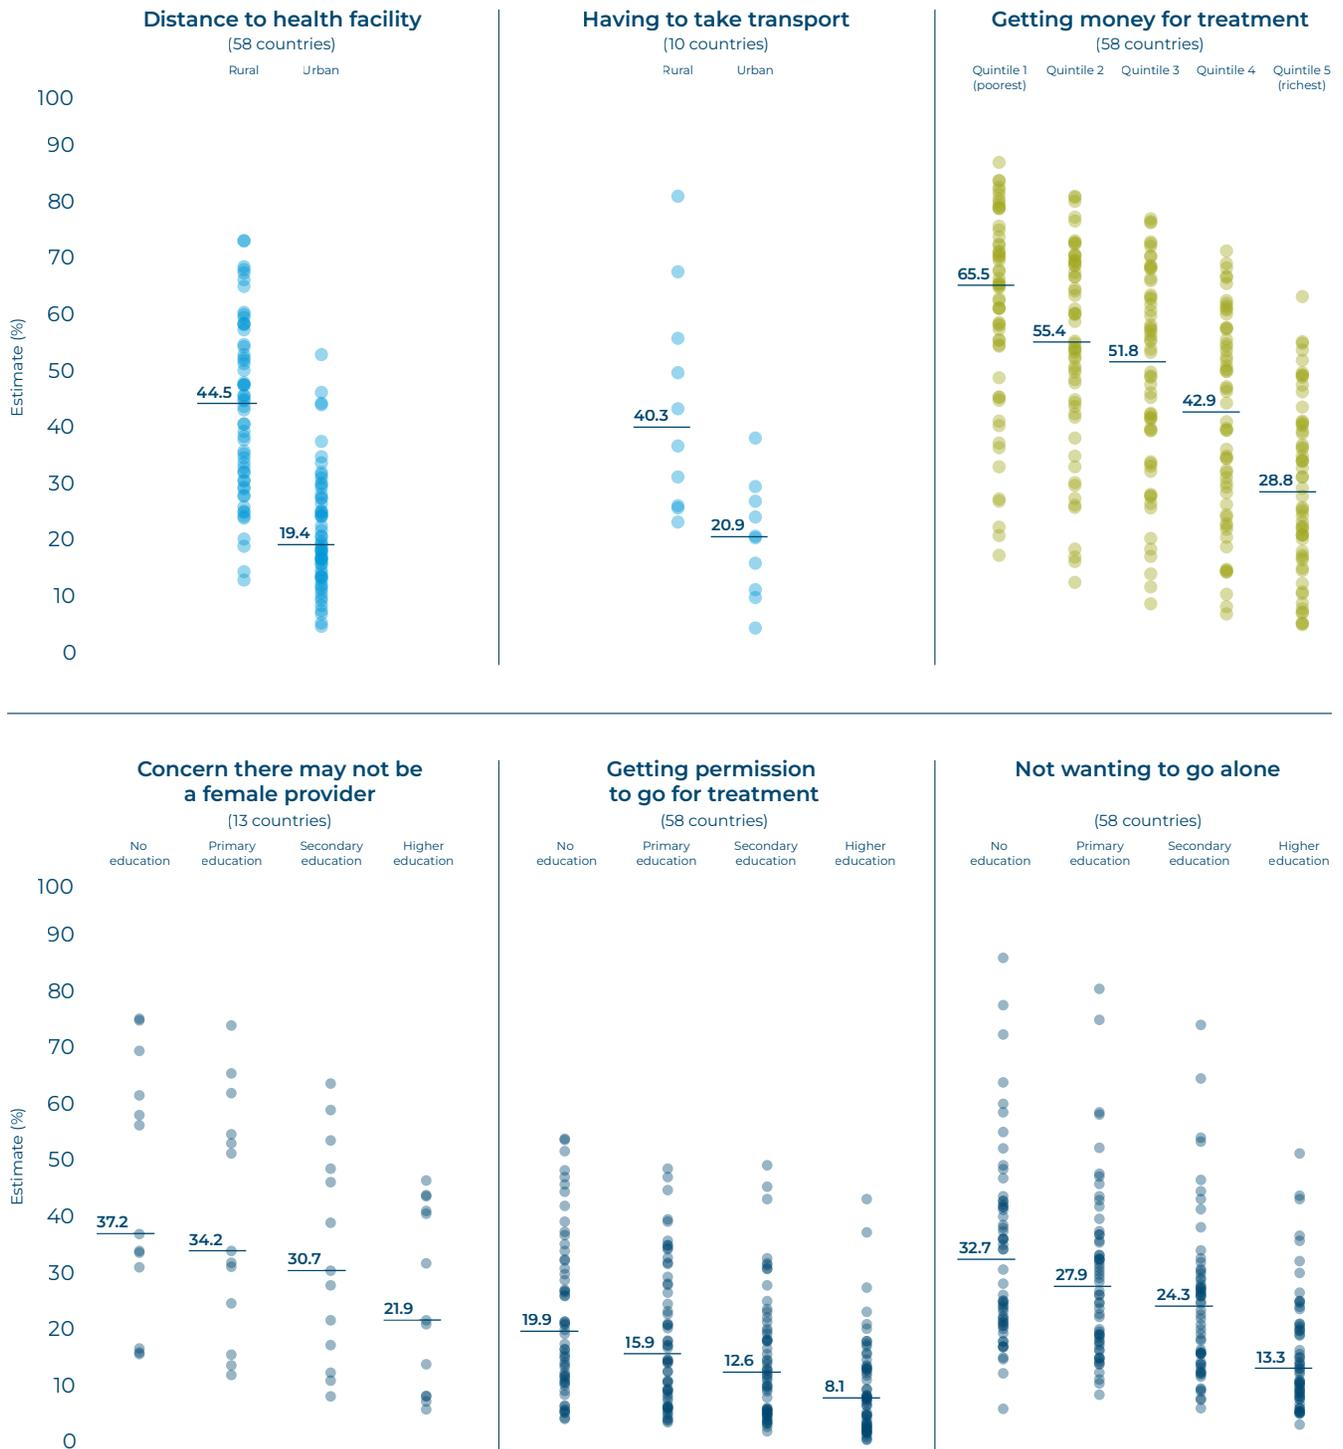 Distance to health facility
(58 countries)
Rural Urban
Having to take transport
(10 countries)
Rural Urban
Getting money for treatment
(58 countries)
Quintile 1 Quintile 2 Quintile 3 Quintile 4 Quintile 5
(poorest) (richest)
Estimate (%)
100
90
80
70
60
50
40
30
20
10
0
44.5
19.4
40.3
20.9
65.5
55.4
51.8
42.9
28.8
Concern there may not be
a female provider
(13 countries)
No Primary Secondary Higher
education education education education
Getting permission
to go for treatment
(58 countries)
No Primary Secondary Higher
education education education education
Not wanting to go alone
(58 countries)
No Primary Secondary Higher
education education education education
Estimate (%)
100
90
80
70
60
50
40
30
20
10
0
37.2
34.2
30.7
21.9
19.9
15.9
12.6
8.1
32.7
27.9
24.3
13.3